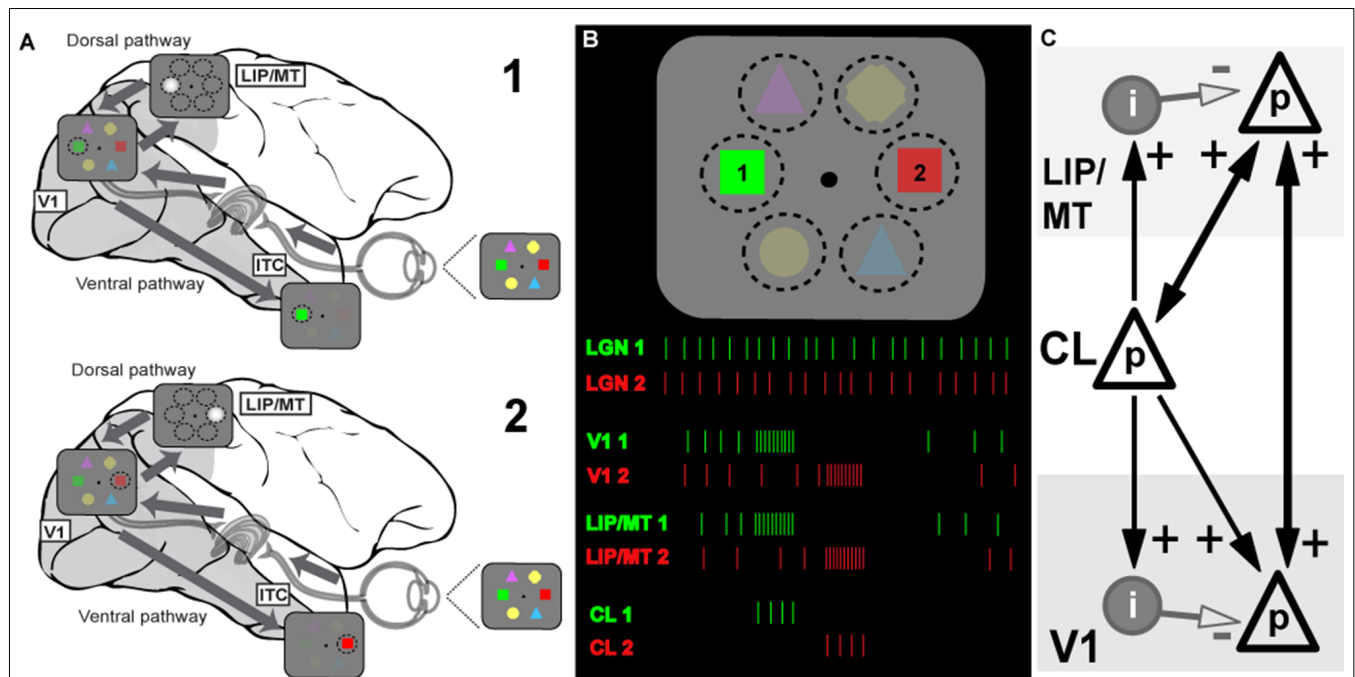 A
Dorsal pathway
LIP/MT
1
V1
ITC
Ventral pathway
Dorsal pathway
LIP/MT
2
V1
ITC
Ventral pathway
B
1
2
LGN 1
LGN 2
V1 1
V1 2
LIP/MT 1
LIP/MT 2
CL 1
CL 2
C
i
-
p
+
+
+
LIP/
MT
CL
p
+
+
+
i
-
p
V1